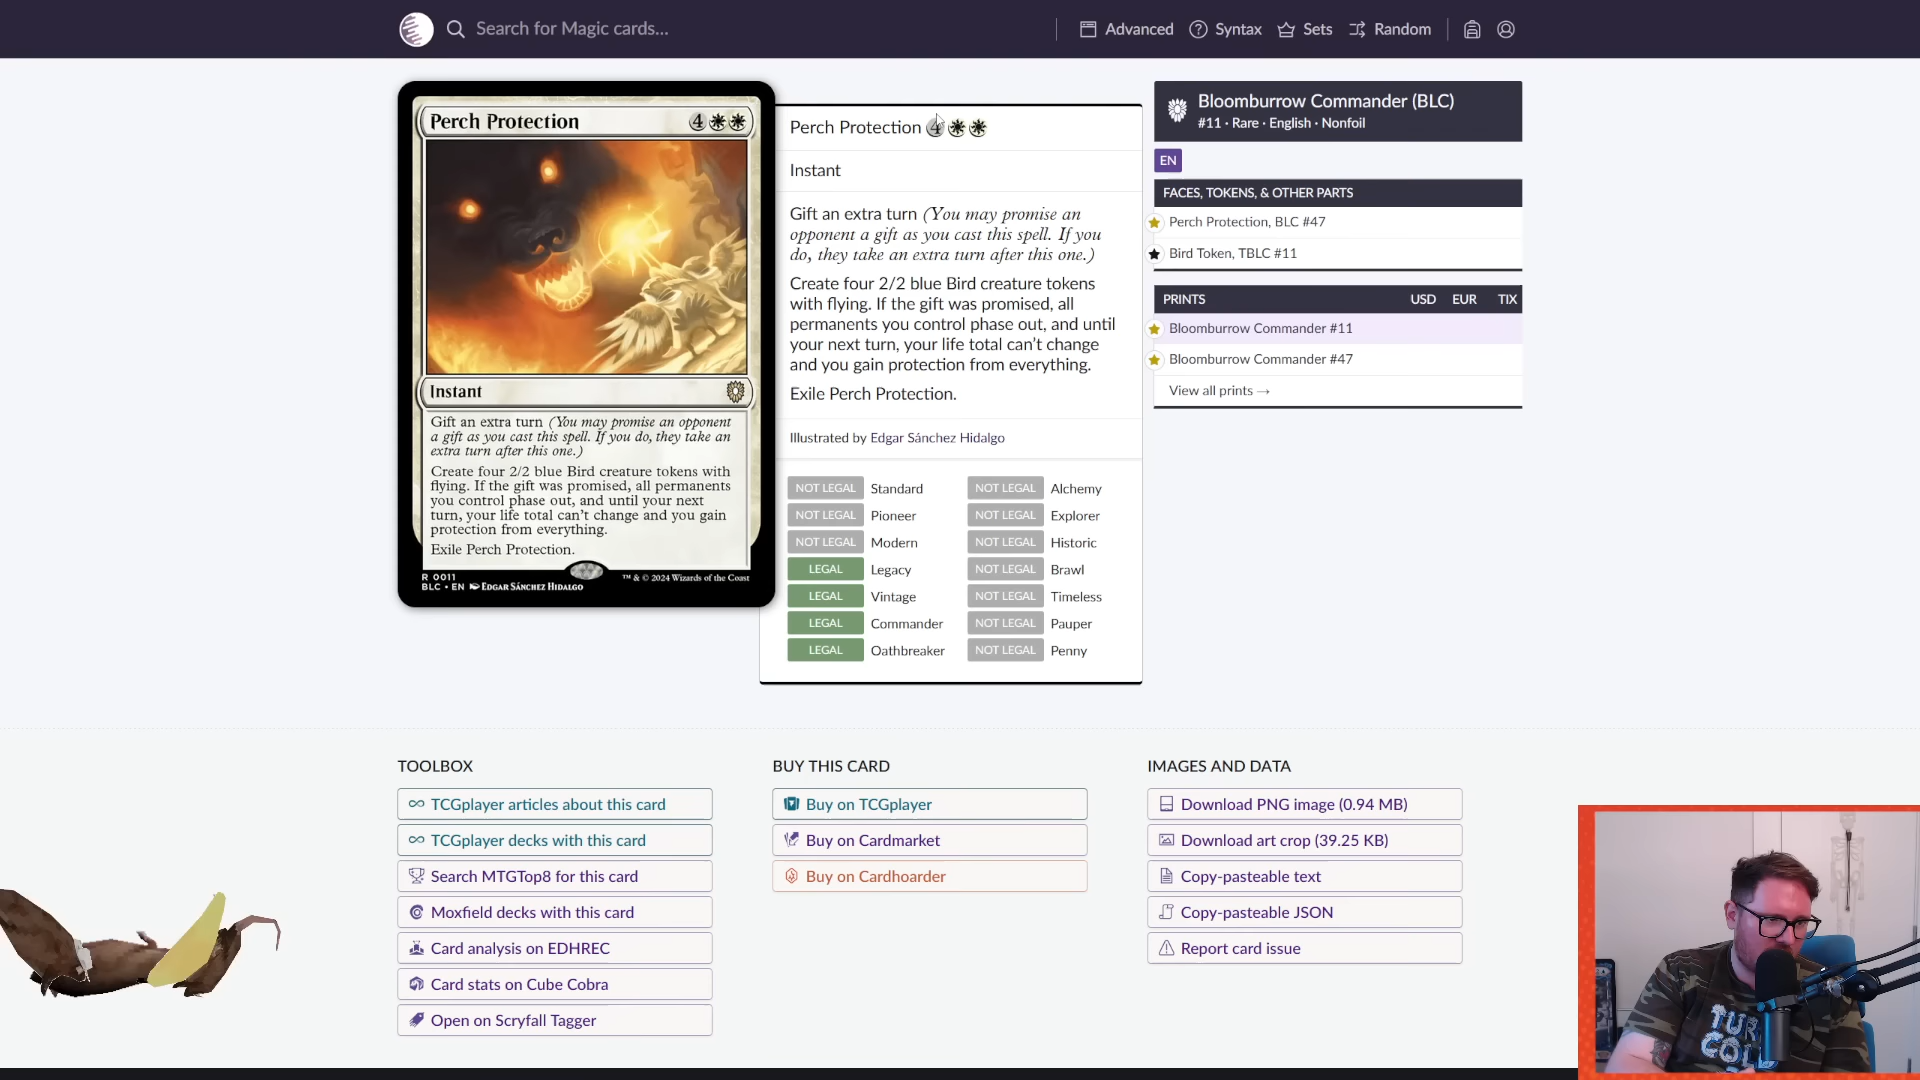 Search for Magic cards...
Advanced
Syntax
Sets
Random
Perch Protection 4
Instant
Gift an extra turn (You may promise an opponent
a gift as you cast this spell. If you do, they take an
extra turn after this one.)
Create four 2/2 blue Bird creature tokens with
flying. If the gift was promised, all permanents
you control phase out, and until your next
turn, your life total can't change and you gain
protection from everything.
Exile Perch Protection.
R 0011
BLC • EN EDGAR SÁNCHEZ HIDALGO
™ & © 2024 Wizards of the Coast
Perch Protection 4
Instant
Gift an extra turn (You may promise an
opponent a gift as you cast this spell. If you
do, they take an extra turn after this one.)
Create four 2/2 blue Bird creature tokens
with flying. If the gift was promised, all
permanents you control phase out, and until
your next turn, your life total can't change
and you gain protection from everything.
Exile Perch Protection.
Illustrated by Edgar Sánchez Hidalgo
NOT LEGAL Standard NOT LEGAL Alchemy
NOT LEGAL Pioneer NOT LEGAL Explorer
NOT LEGAL Modern NOT LEGAL Historic
LEGAL Legacy NOT LEGAL Brawl
LEGAL Vintage NOT LEGAL Timeless
LEGAL Commander NOT LEGAL Pauper
LEGAL Oathbreaker NOT LEGAL Penny
Bloomburrow Commander (BLC)
#11 · Rare · English · Nonfoil
EN
FACES, TOKENS, & OTHER PARTS
Perch Protection, BLC #47
Bird Token, TBLC #11
PRINTS USD EUR TIX
Bloomburrow Commander #11
Bloomburrow Commander #47
View all prints →
TOOLBOX
TCGplayer articles about this card
TCGplayer decks with this card
Search MTGTop8 for this card
Moxfield decks with this card
Card analysis on EDHREC
Card stats on Cube Cobra
Open on Scryfall Tagger
BUY THIS CARD
Buy on TCGplayer
Buy on Cardmarket
Buy on Cardhoarder
IMAGES AND DATA
Download PNG image (0.94 MB)
Download art crop (39.25 KB)
Copy-pasteable text
Copy-pasteable JSON
Report card issue